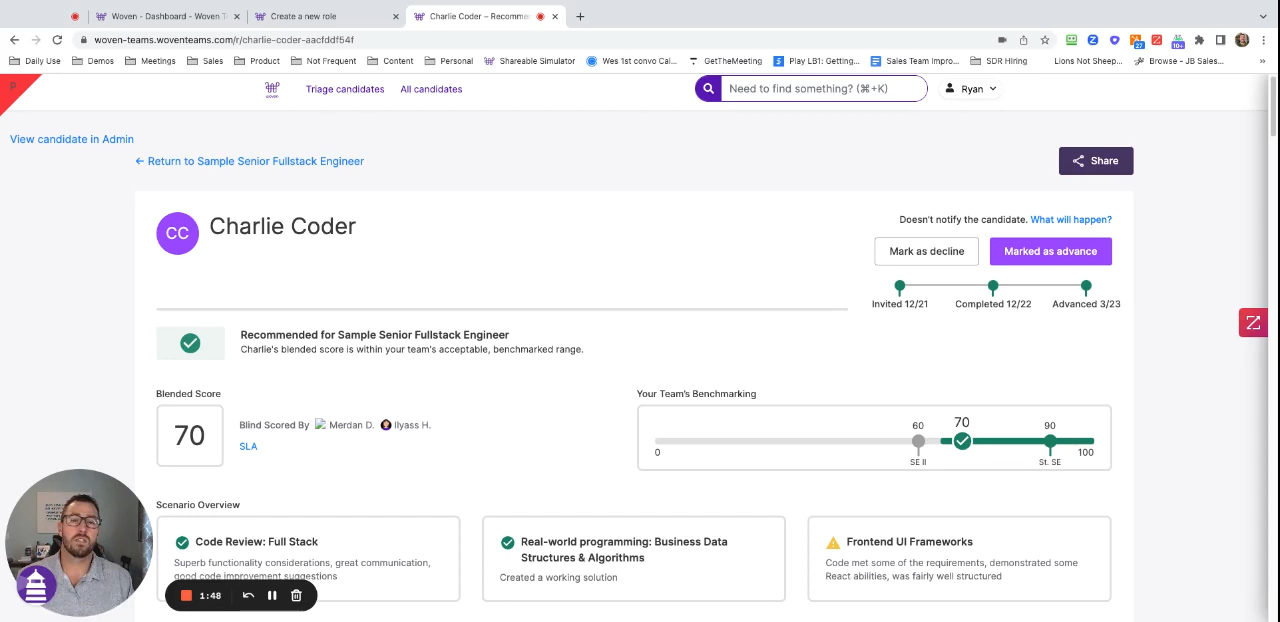 Woven - Dashboard - Woven T
Create a new role
Charlie Coder – Recomme
woven-teams.woventeams.com/r/charlie-coder-aacfddf54f
27
10+
Daily Use
Demos
Meetings
Sales
Product
Not Frequent
Content
Personal
Shareable Simulator
Wes 1st convo Cal...
GetTheMeeting
Play LB1: Getting...
Sales Team Impro...
SDR Hiring
Lions Not Sheep...
Browse - JB Sales...
P
woven
Triage candidates
All candidates
Need to find something? (⌘+K)
Ryan
View candidate in Admin
← Return to Sample Senior Fullstack Engineer
Share
CC
Charlie Coder
Doesn't notify the candidate. What will happen?
Mark as decline
Marked as advance
Invited 12/21
Completed 12/22
Advanced 3/23
Recommended for Sample Senior Fullstack Engineer
Charlie's blended score is within your team's acceptable, benchmarked range.
Blended Score
70
Blind Scored By
Merdan D.
Ilyass H.
SLA
Your Team's Benchmarking
60
70
90
0
100
SE II
St. SE
Scenario Overview
Code Review: Full Stack
Superb functionality considerations, great communication,
good code improvement suggestions
Real-world programming: Business Data
Structures & Algorithms
Created a working solution
Frontend UI Frameworks
Code met some of the requirements, demonstrated some
React abilities, was fairly well structured
1:48